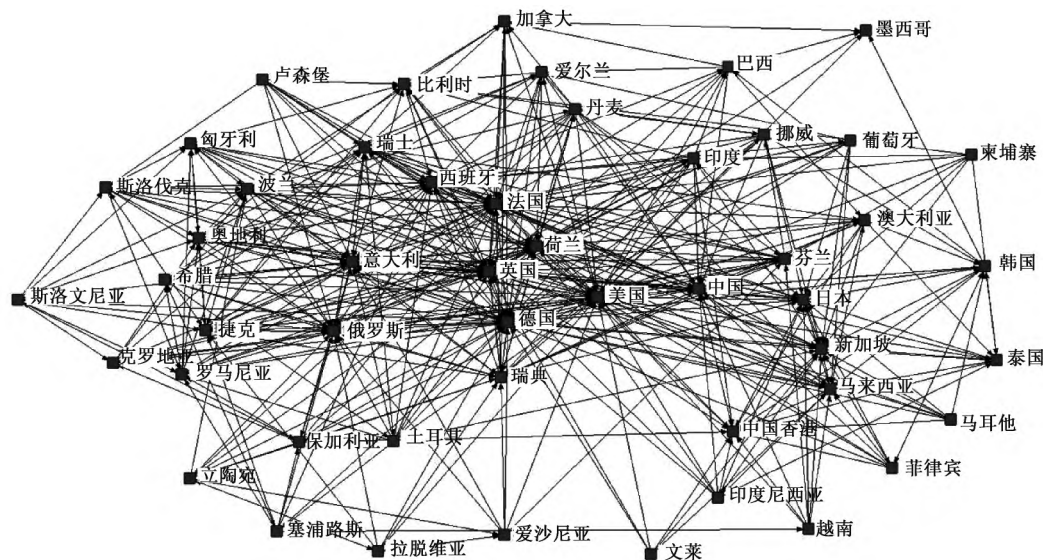 加拿大
墨西哥
巴西
爱尔兰
卢森堡
比利时
丹麦
挪威
葡萄牙
匈牙利
瑞士
印度
柬埔寨
西班牙
斯洛伐克
波兰
法国
澳大利亚
奥地利
荷兰
意大利
芬兰
韩国
英国
希腊
中国
斯洛文尼亚
美国
日本
德国
捷克
俄罗斯
新加坡
克罗地亚
泰国
罗马尼亚
瑞典
马来西亚
马耳他
中国香港
保加利亚
土耳其
菲律宾
立陶宛
印度尼西亚
塞浦路斯
爱沙尼亚
越南
拉脱维亚
文莱